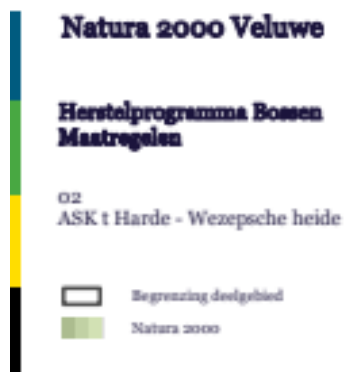 Natura 2000 Veluwe
Herstelprogramma Bossen
Maatregelen
02
ASK t Harde - Wezepsche heide
Begrenzing deelgebied
Natura 2000